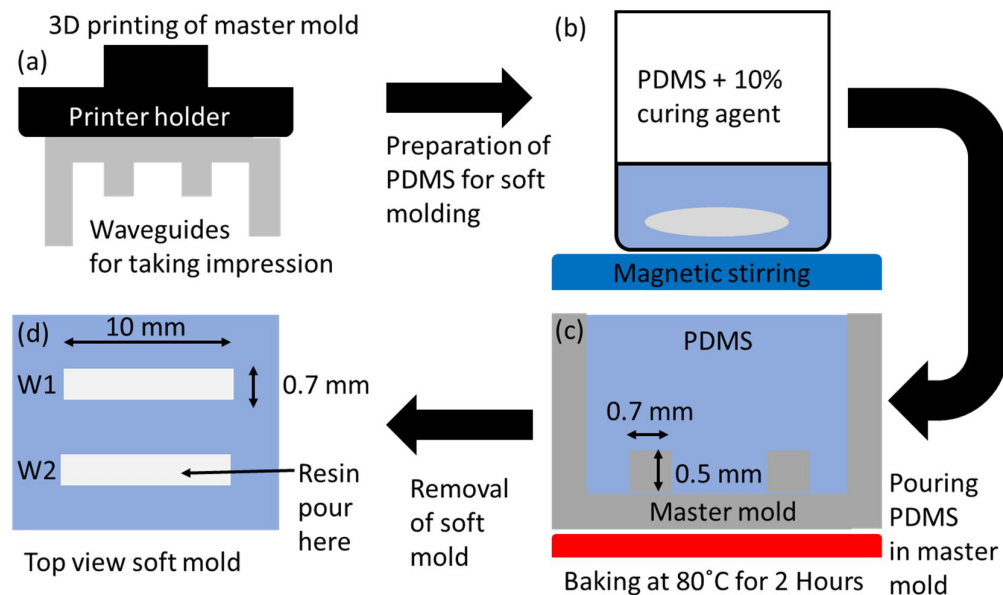 3D printing of master mold
(a)
Printer holder
Waveguides
for taking impression
Preparation of
PDMS for soft
molding
(b)
PDMS + 10%
curing agent
Magnetic stirring
(c)
PDMS
0.7 mm
0.5 mm
Master mold
Baking at 80˚C for 2 Hours
Pouring
PDMS
in master
mold
Removal
of soft
mold
(d)
10 mm
W1
0.7 mm
W2
Resin
pour
here
Top view soft mold